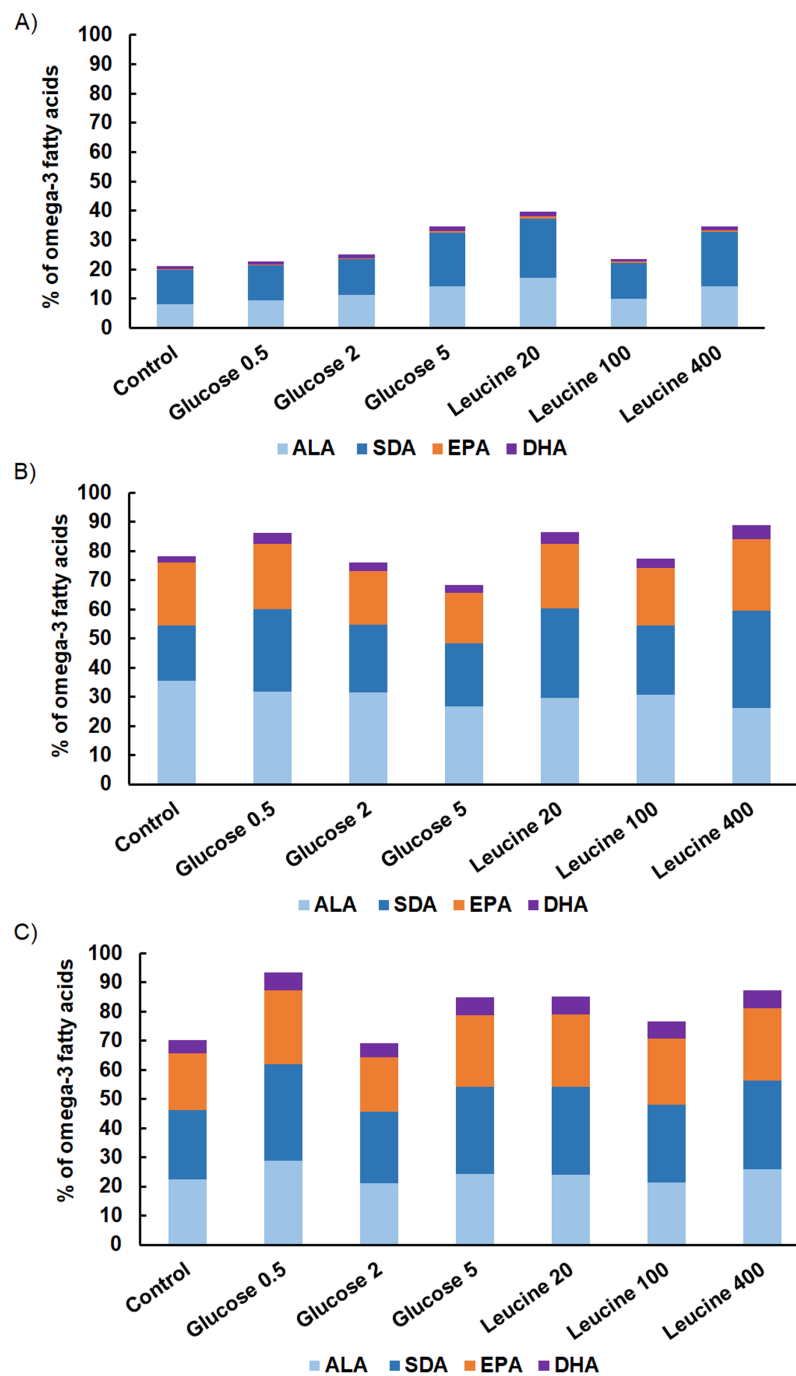 A)
% of omega-3 fatty acids
100
90
80
70
60
50
40
30
20
10
0
Control
Glucose 0.5
Glucose 2
Glucose 5
Leucine 20
Leucine 100
Leucine 400
ALA SDA EPA DHA
B)
% of omega-3 fatty acids
100
90
80
70
60
50
40
30
20
10
0
Control
Glucose 0.5
Glucose 2
Glucose 5
Leucine 20
Leucine 100
Leucine 400
ALA SDA EPA DHA
C)
% of omega-3 fatty acids
100
90
80
70
60
50
40
30
20
10
0
Control
Glucose 0.5
Glucose 2
Glucose 5
Leucine 20
Leucine 100
Leucine 400
ALA SDA EPA DHA